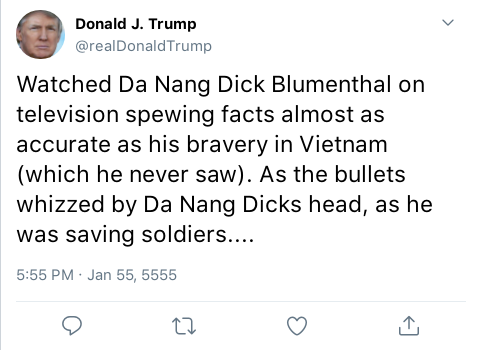 Donald J. Trump
@realDonaldTrump
Watched Da Nang Dick Blumenthal on
television spewing facts almost as
accurate as his bravery in Vietnam
(which he never saw). As the bullets
whizzed by Da Nang Dicks head, as he
was saving soldiers....
5:55 PM · Jan 55, 5555